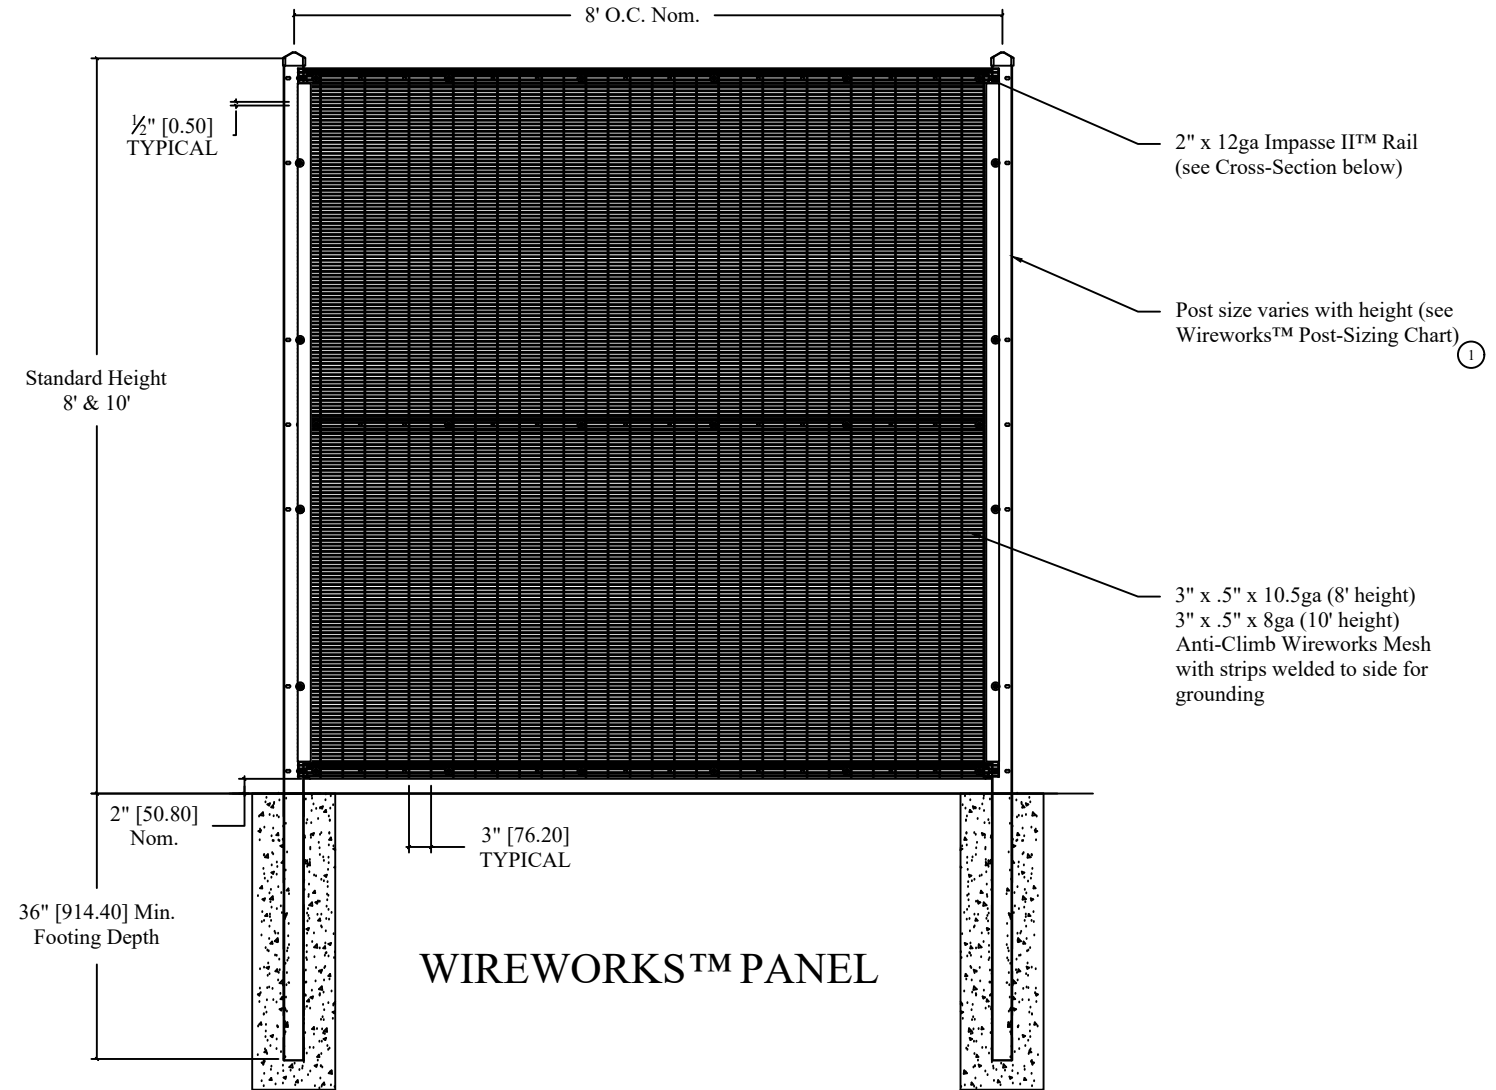 8' O.C. Nom.
½" [0.50]
TYPICAL
2" x 12ga Impasse II™ Rail
(see Cross-Section below)
Post size varies with height (see
Wireworks™ Post-Sizing Chart)
1
Standard Height
8' & 10'
3" x .5" x 10.5ga (8' height)
3" x .5" x 8ga (10' height)
Anti-Climb Wireworks Mesh
with strips welded to side for
grounding
2" [50.80]
Nom.
3" [76.20]
TYPICAL
36" [914.40] Min.
Footing Depth
WIREWORKS™ PANEL